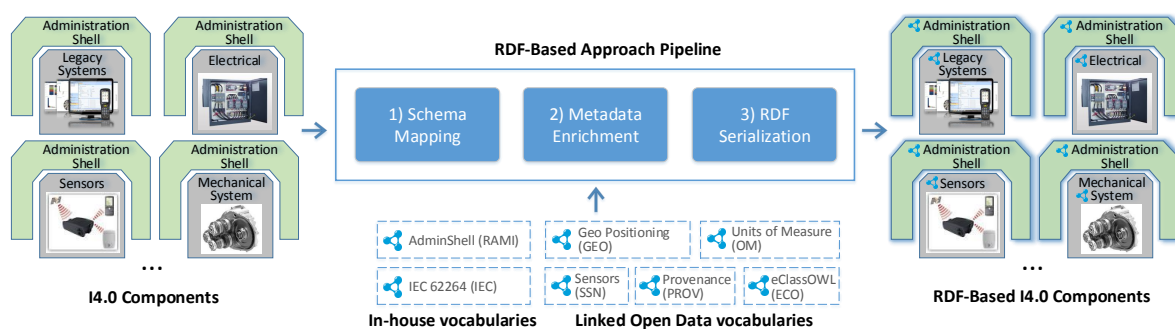 Administration
Shell
Legacy
Systems
Administration
Shell
Electrical
Administration
Shell
Sensors
Administration
Shell
Mechanical
System
...
I4.0 Components
RDF-Based Approach Pipeline
1) Schema
Mapping
2) Metadata
Enrichment
3) RDF
Serialization
AdminShell (RAMI)
Geo Positioning
(GEO)
Units of Measure
(OM)
IEC 62264 (IEC)
Sensors
(SSN)
Provenance
(PROV)
eClassOWL
(ECO)
In-house vocabularies
Linked Open Data vocabularies
Administration
Shell
Legacy
Systems
Administration
Shell
Electrical
Administration
Shell
Sensors
Administration
Shell
Mechanical
System
...
RDF-Based I4.0 Components